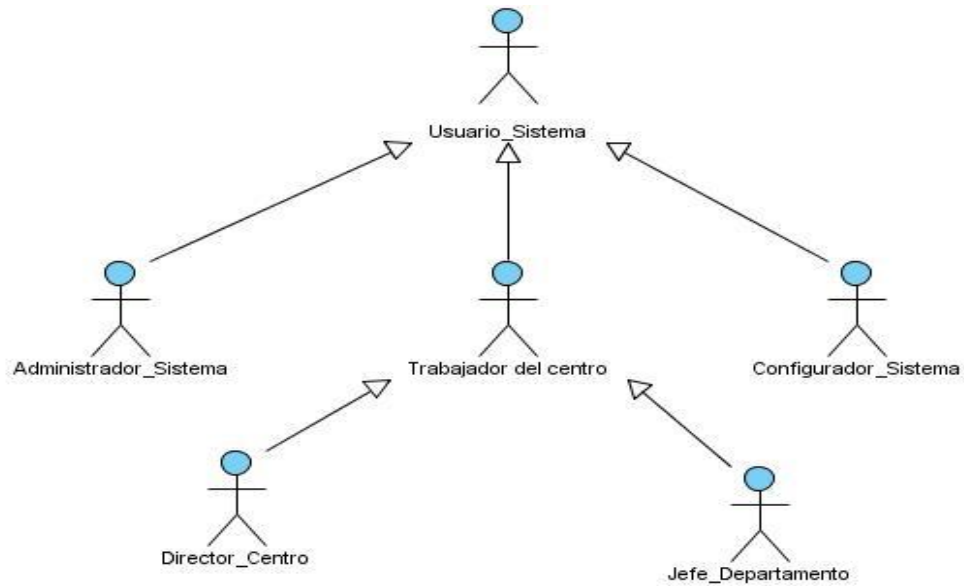 Usuario_Sistema
Administrador_Sistema
Trabajador del centro
Configurador_Sistema
Director_Centro
Jefe_Departamento